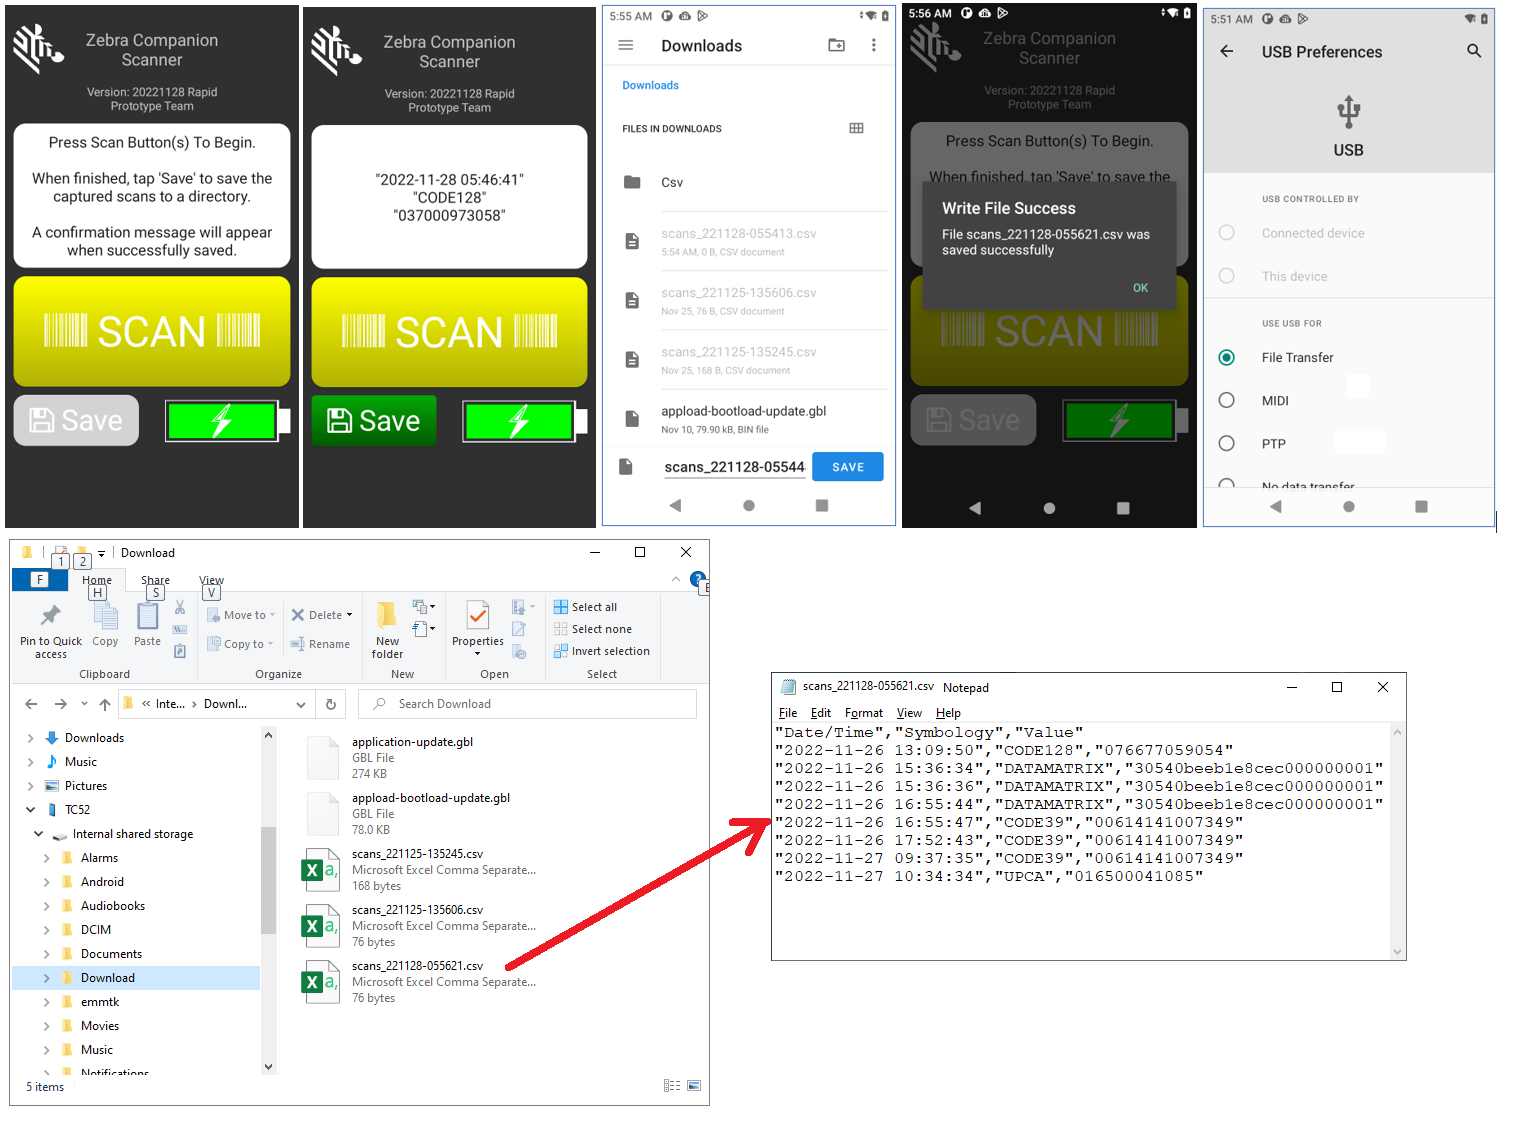 Zebra Companion
Scanner
Version: 20221128 Rapid
Prototype Team
Press Scan Button(s) To Begin.
When finished, tap 'Save' to save the
captured scans to a directory.
A confirmation message will appear
when successfully saved.
SCAN
Save
Zebra Companion
Scanner
Version: 20221128 Rapid
Prototype Team
"2022-11-28 05:46:41"
"CODE128"
"037000973058"
SCAN
Save
5:55 AM
Downloads
Downloads
FILES IN DOWNLOADS
Csv
scans_221128-055413.csv
5:54 AM, 0 B, CSV document
scans_221125-135606.csv
Nov 25, 76 B, CSV document
scans_221125-135245.csv
Nov 25, 168 B, CSV document
appload-bootload-update.gbl
Nov 10, 79.90 kB, BIN file
scans_221128-05544
SAVE
5:56 AM
Zebra Companion
Scanner
Version: 20221128 Rapid
Prototype Team
Press Scan Button(s) To Begin.
When finished, tap 'Save' to save the
Write File Success
File scans_221128-055621.csv was
saved successfully
OK
SCAN
Save
5:51 AM
USB Preferences
USB
USB CONTROLLED BY
Connected device
This device
USE USB FOR
File Transfer
MIDI
PTP
No data transfer
1 2 Download
F Home Share View
H S V
Pin to Quick
access
Copy
Paste
Clipboard
Move to
Copy to
Delete
Rename
Organize
New
folder
New
Properties
Open
Select all
Select none
Invert selection
Select
« Inte... › Downl...
Search Download
Downloads
Music
Pictures
TC52
Internal shared storage
Alarms
Android
Audiobooks
DCIM
Documents
Download
emmtk
Movies
Music
Notifications
application-update.gbl
GBL File
274 KB
appload-bootload-update.gbl
GBL File
78.0 KB
scans_221125-135245.csv
Microsoft Excel Comma Separate...
168 bytes
scans_221125-135606.csv
Microsoft Excel Comma Separate...
76 bytes
scans_221128-055621.csv
Microsoft Excel Comma Separate...
76 bytes
5 items
scans_221128-055621.csv Notepad
File Edit Format View Help
"Date/Time","Symbology","Value"
"2022-11-26 13:09:50","CODE128","076677059054"
"2022-11-26 15:36:34","DATAMATRIX","30540beeb1e8cec000000001"
"2022-11-26 15:36:36","DATAMATRIX","30540beeb1e8cec000000001"
"2022-11-26 16:55:44","DATAMATRIX","30540beeb1e8cec000000001"
"2022-11-26 16:55:47","CODE39","00614141007349"
"2022-11-26 17:52:43","CODE39","00614141007349"
"2022-11-27 09:37:35","CODE39","00614141007349"
"2022-11-27 10:34:34","UPCA","016500041085"